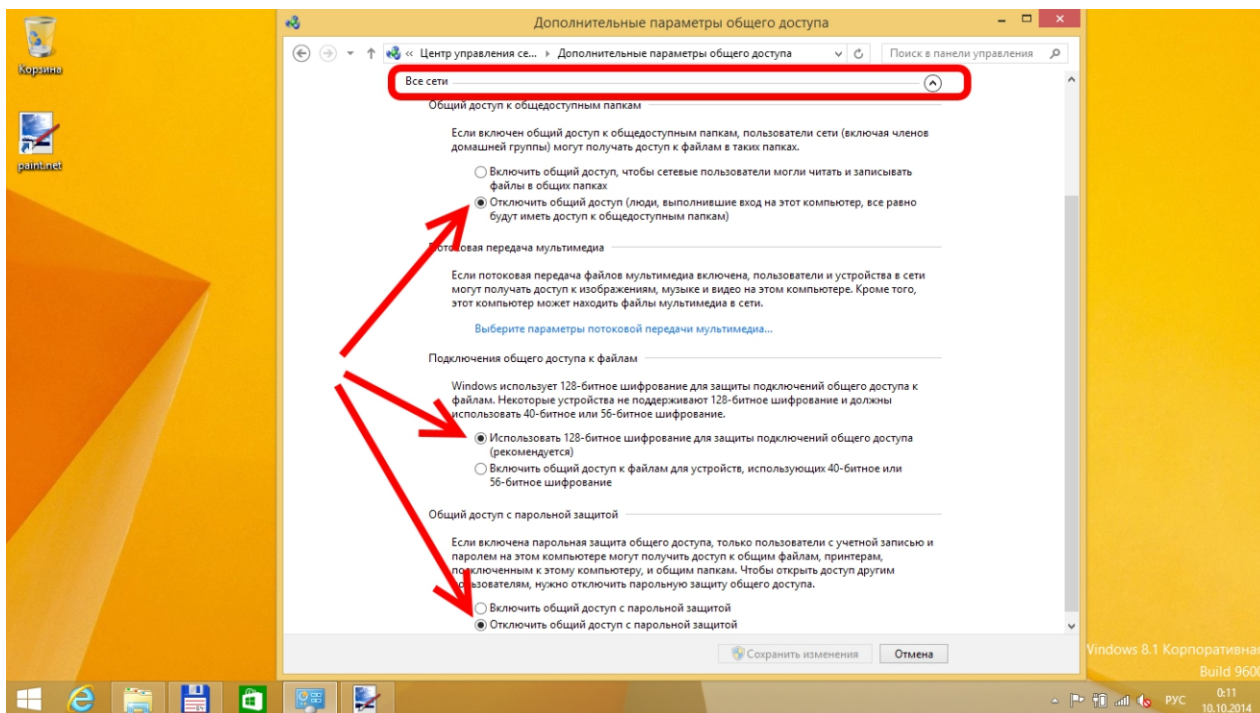 Дополнительные параметры общего доступа
Корзина
« Центр управления се... Дополнительные параметры общего доступа
Поиск в панели управления
Все сети
Общий доступ к общедоступным папкам
Если включен общий доступ к общедоступным папкам, пользователи сети (включая членов
домашней группы) могут получать доступ к файлам в таких папках.
paint.net
Включить общий доступ, чтобы сетевые пользователи могли читать и записывать
файлы в общих папках
Отключить общий доступ (люди, выполнившие вход на этот компьютер, все равно
будут иметь доступ к общедоступным папкам)
Потоковая передача мультимедиа
Если потоковая передача файлов мультимедиа включена, пользователи и устройства в сети
могут получать доступ к изображениям, музыке и видео на этом компьютере. Кроме того,
этот компьютер может находить файлы мультимедиа в сети.
Выберите параметры потоковой передачи мультимедиа...
Подключения общего доступа к файлам
Windows использует 128-битное шифрование для защиты подключений общего доступа к
файлам. Некоторые устройства не поддерживают 128-битное шифрование и должны
использовать 40-битное или 56-битное шифрование.
Использовать 128-битное шифрование для защиты подключений общего доступа
(рекомендуется)
Включить общий доступ к файлам для устройств, использующих 40-битное или
56-битное шифрование
Общий доступ с парольной защитой
Если включена парольная защита общего доступа, только пользователи с учетной записью и
паролем на этом компьютере могут получить доступ к общим файлам, принтерам,
подключенным к этому компьютеру, и общим папкам. Чтобы открыть доступ другим
пользователям, нужно отключить парольную защиту общего доступа.
Включить общий доступ с парольной защитой
Отключить общий доступ с парольной защитой
Сохранить изменения
Отмена
Windows 8.1 Корпоративная
Build 9600
РУС
0:11
10.10.2014